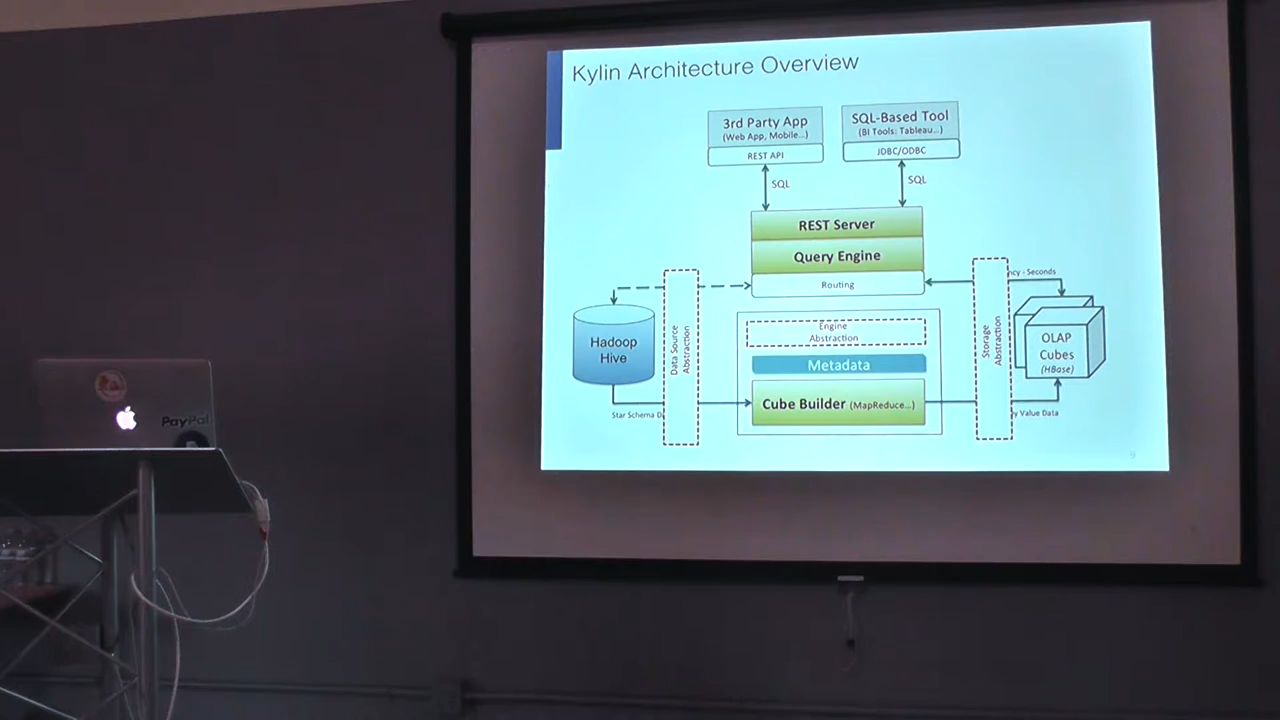 Kylin Architecture Overview
3rd Party App
(Web App, Mobile...)
REST API
SQL-Based Tool
(BI Tools: Tableau...)
JDBC/ODBC
SQL
SQL
REST Server
Query Engine
Routing
Hadoop
Hive
Data Source
Abstraction
Engine
Abstraction
Metadata
Cube Builder (MapReduce...)
Storage
Abstraction
ncy - Seconds
OLAP
Cubes
(HBase)
Star Schema D
y Value Data
9
PayPal